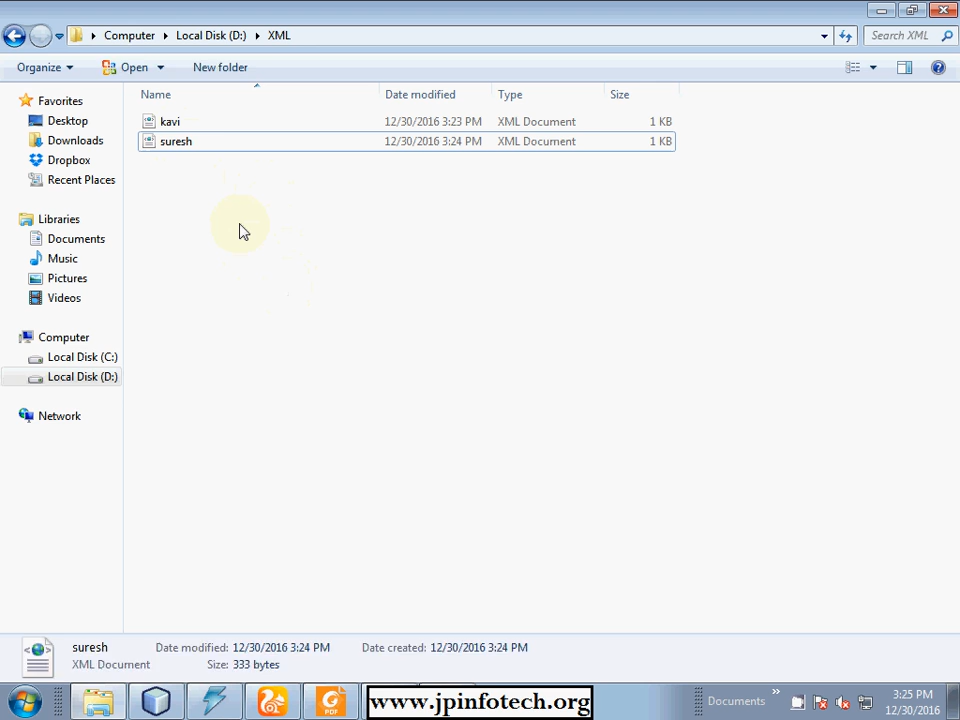 Computer Local Disk (D:) XML
Search XML
Organize Open New folder
Name Date modified Type Size
kavi 12/30/2016 3:23 PM XML Document 1 KB
suresh 12/30/2016 3:24 PM XML Document 1 KB
Favorites
Desktop
Downloads
Dropbox
Recent Places
Libraries
Documents
Music
Pictures
Videos
Computer
Local Disk (C:)
Local Disk (D:)
Network
suresh Date modified: 12/30/2016 3:24 PM Date created: 12/30/2016 3:24 PM
XML Document Size: 333 bytes
PDF
www.jpinfotech.org
Documents »
3:25 PM
12/30/2016